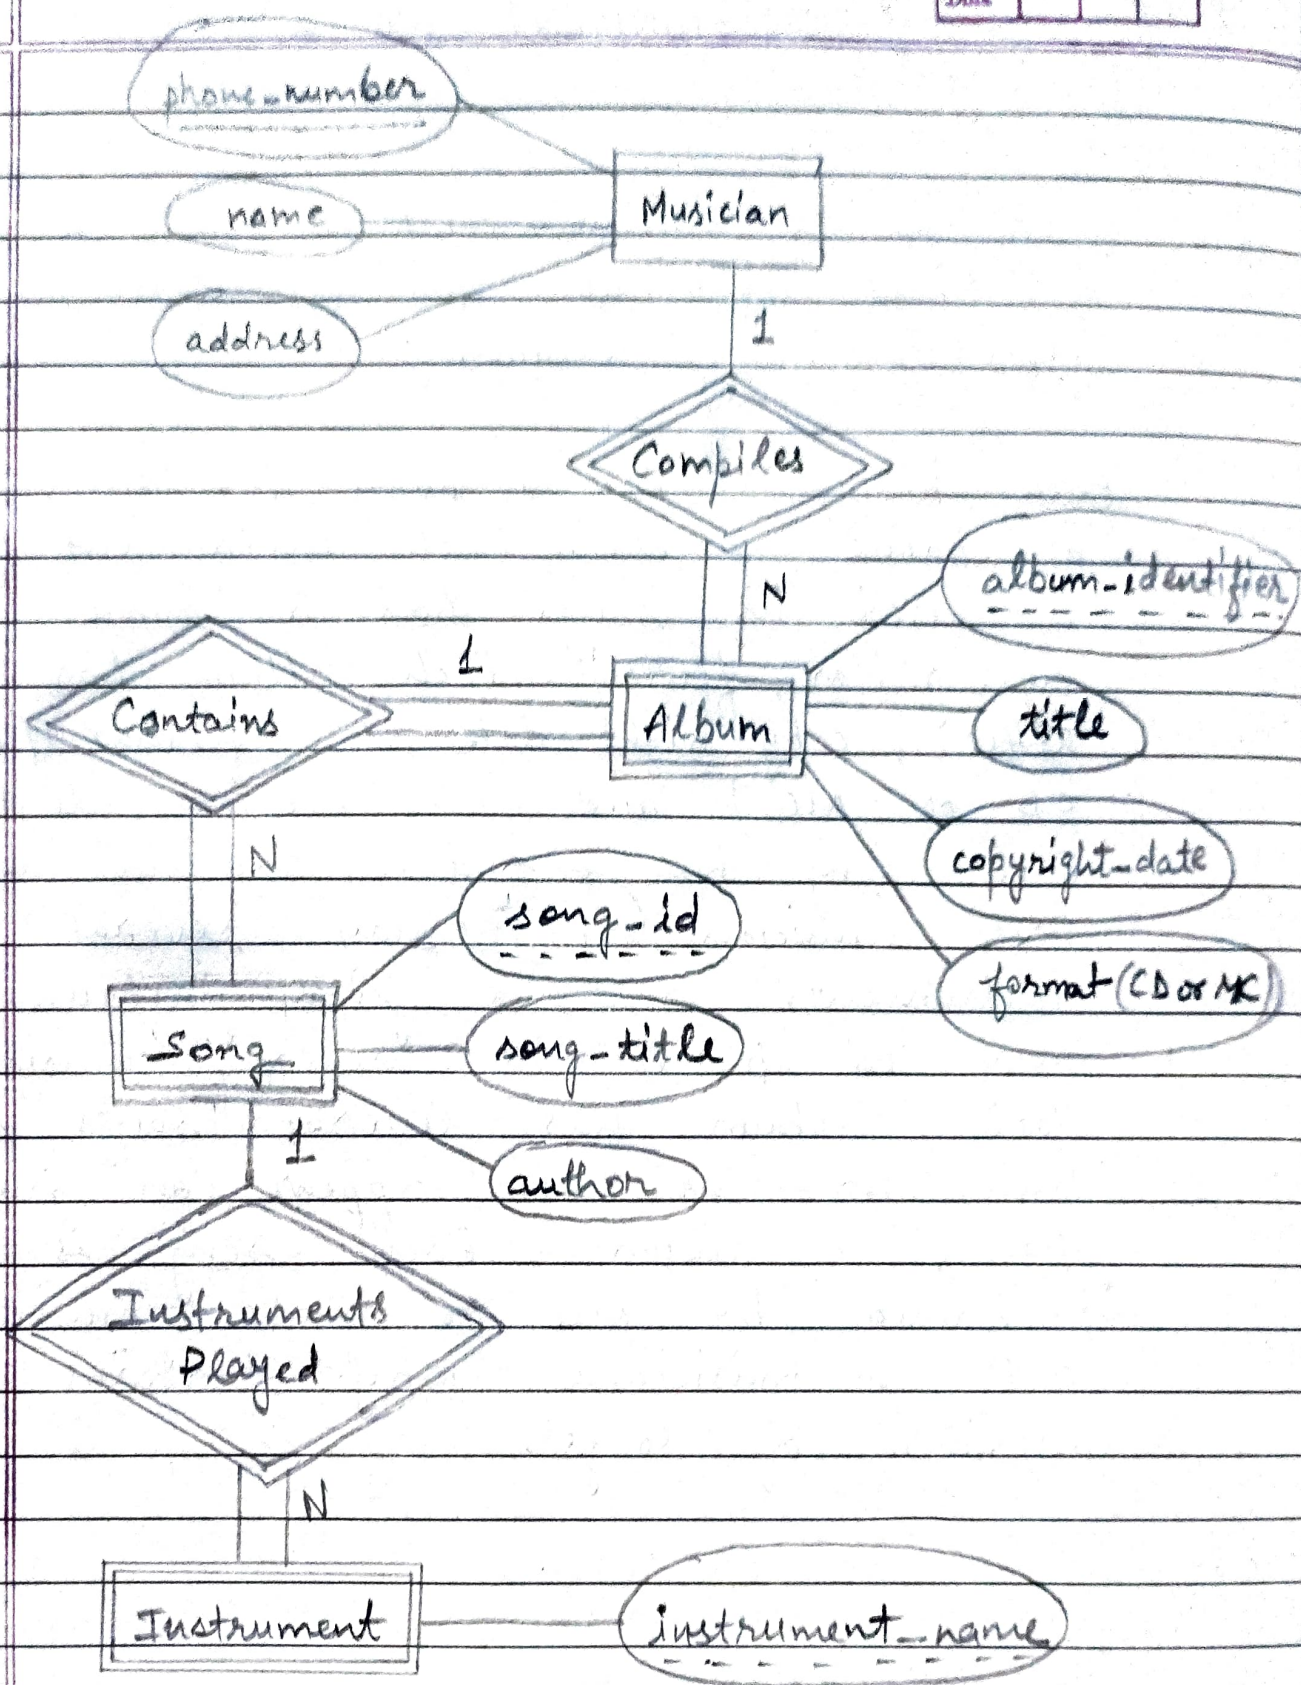 Date
phone_number
name
Musician
address
1
Compiles
N
album_identifier
1
Contains
Album
title
N
copyright_date
song_id
format (CD or MC)
Song
song_title
1
author
Instruments
Played
N
Instrument
instrument_name